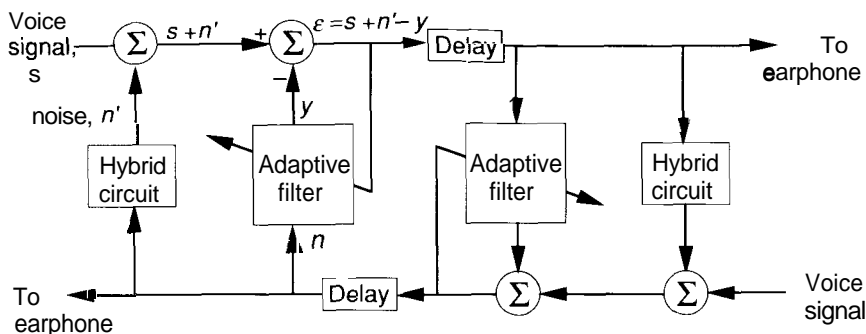 Voice
signal,
s
Σ
s + n'
+
Σ
ε = s + n' – y
Delay
To
earphone
–
y
noise, n'
Hybrid
circuit
Adaptive
filter
Adaptive
filter
Hybrid
circuit
n
To
earphone
Delay
Σ
Σ
Voice
signal